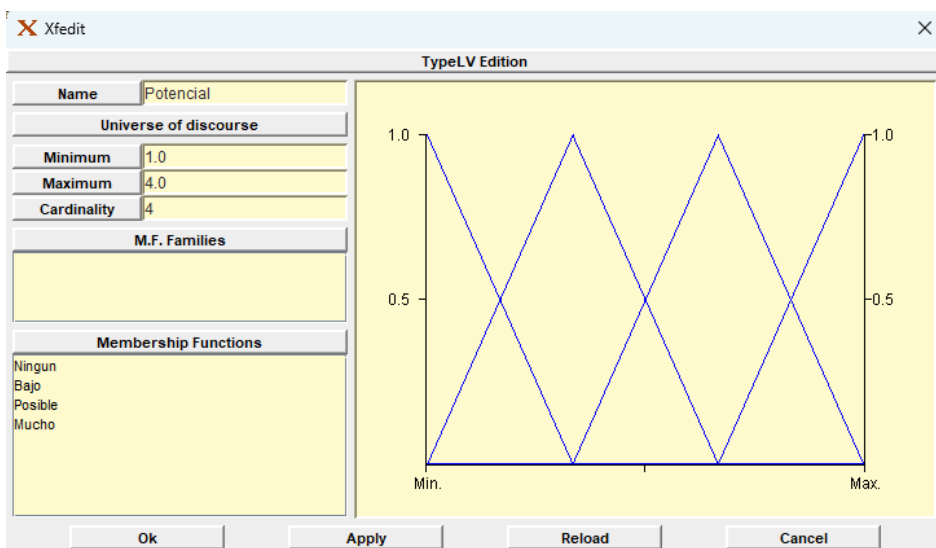 Xfedit
TypeLV Edition
Name Potencial
Universe of discourse
Minimum 1.0
Maximum 4.0
Cardinality 4
M.F. Families
Membership Functions
Ningun
Bajo
Posible
Mucho
1.0 1.0
0.5 0.5
Min. Max.
Ok Apply Reload Cancel